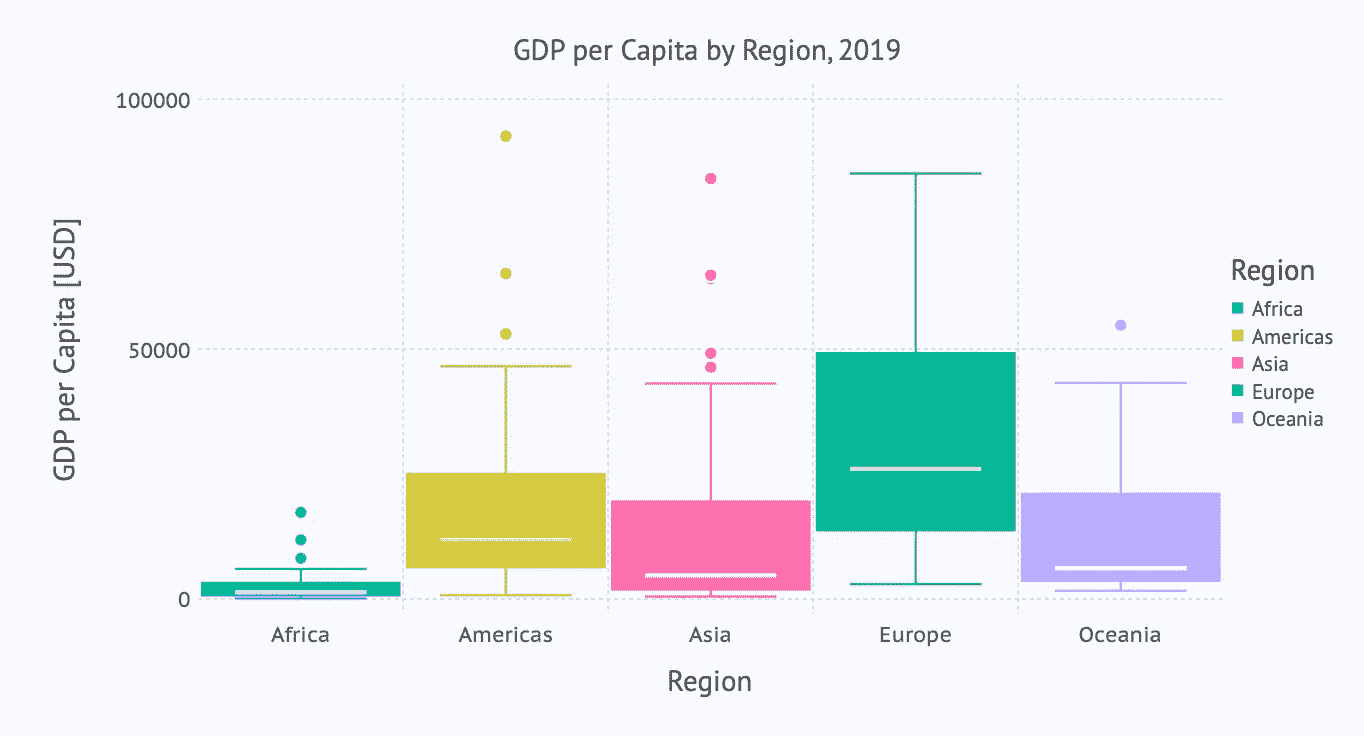 GDP per Capita by Region, 2019
100000
50000
0
GDP per Capita [USD]
Africa
Americas
Asia
Europe
Oceania
Region
Region
Africa
Americas
Asia
Europe
Oceania